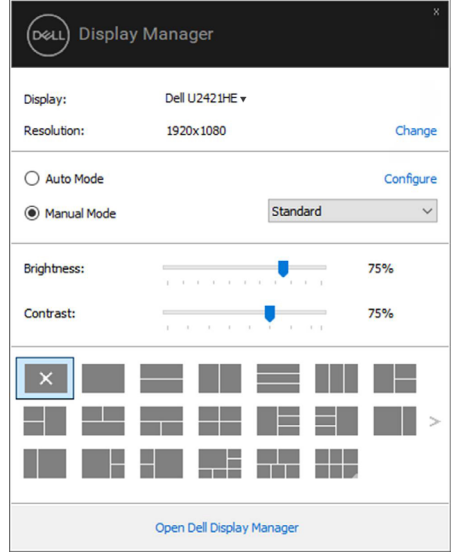 x
DELL Display Manager
Display: Dell U2421HE
Resolution: 1920x1080 Change
Auto Mode Configure
Manual Mode Standard
Brightness: 75%
Contrast: 75%
Open Dell Display Manager